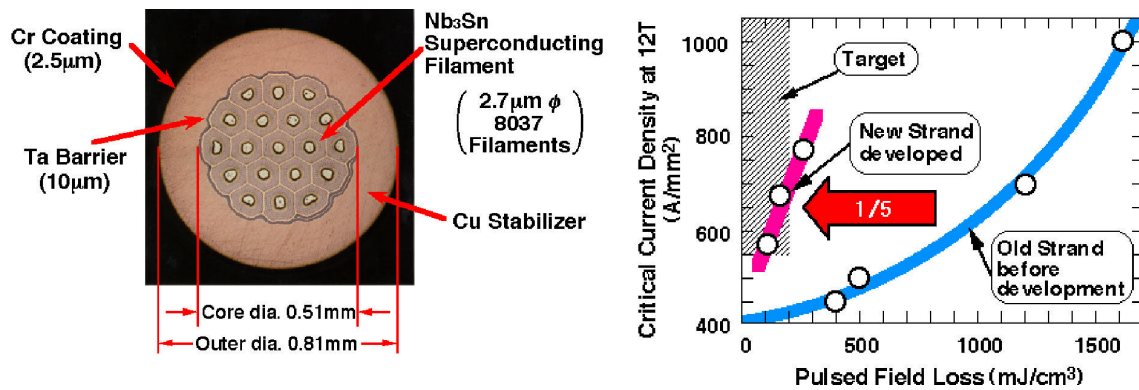 Cr Coating
(2.5μm)
Ta Barrier
(10μm)
Nb₃Sn
Superconducting
Filament
2.7μm ϕ
8037
Filaments
Cu Stabilizer
Core dia. 0.51mm
Outer dia. 0.81mm
Critical Current Density at 12T
(A/mm²)
1000
800
600
400
Target
New Strand
developed
1/5
Old Strand
before
development
0
500
1000
1500
Pulsed Field Loss (mJ/cm³)